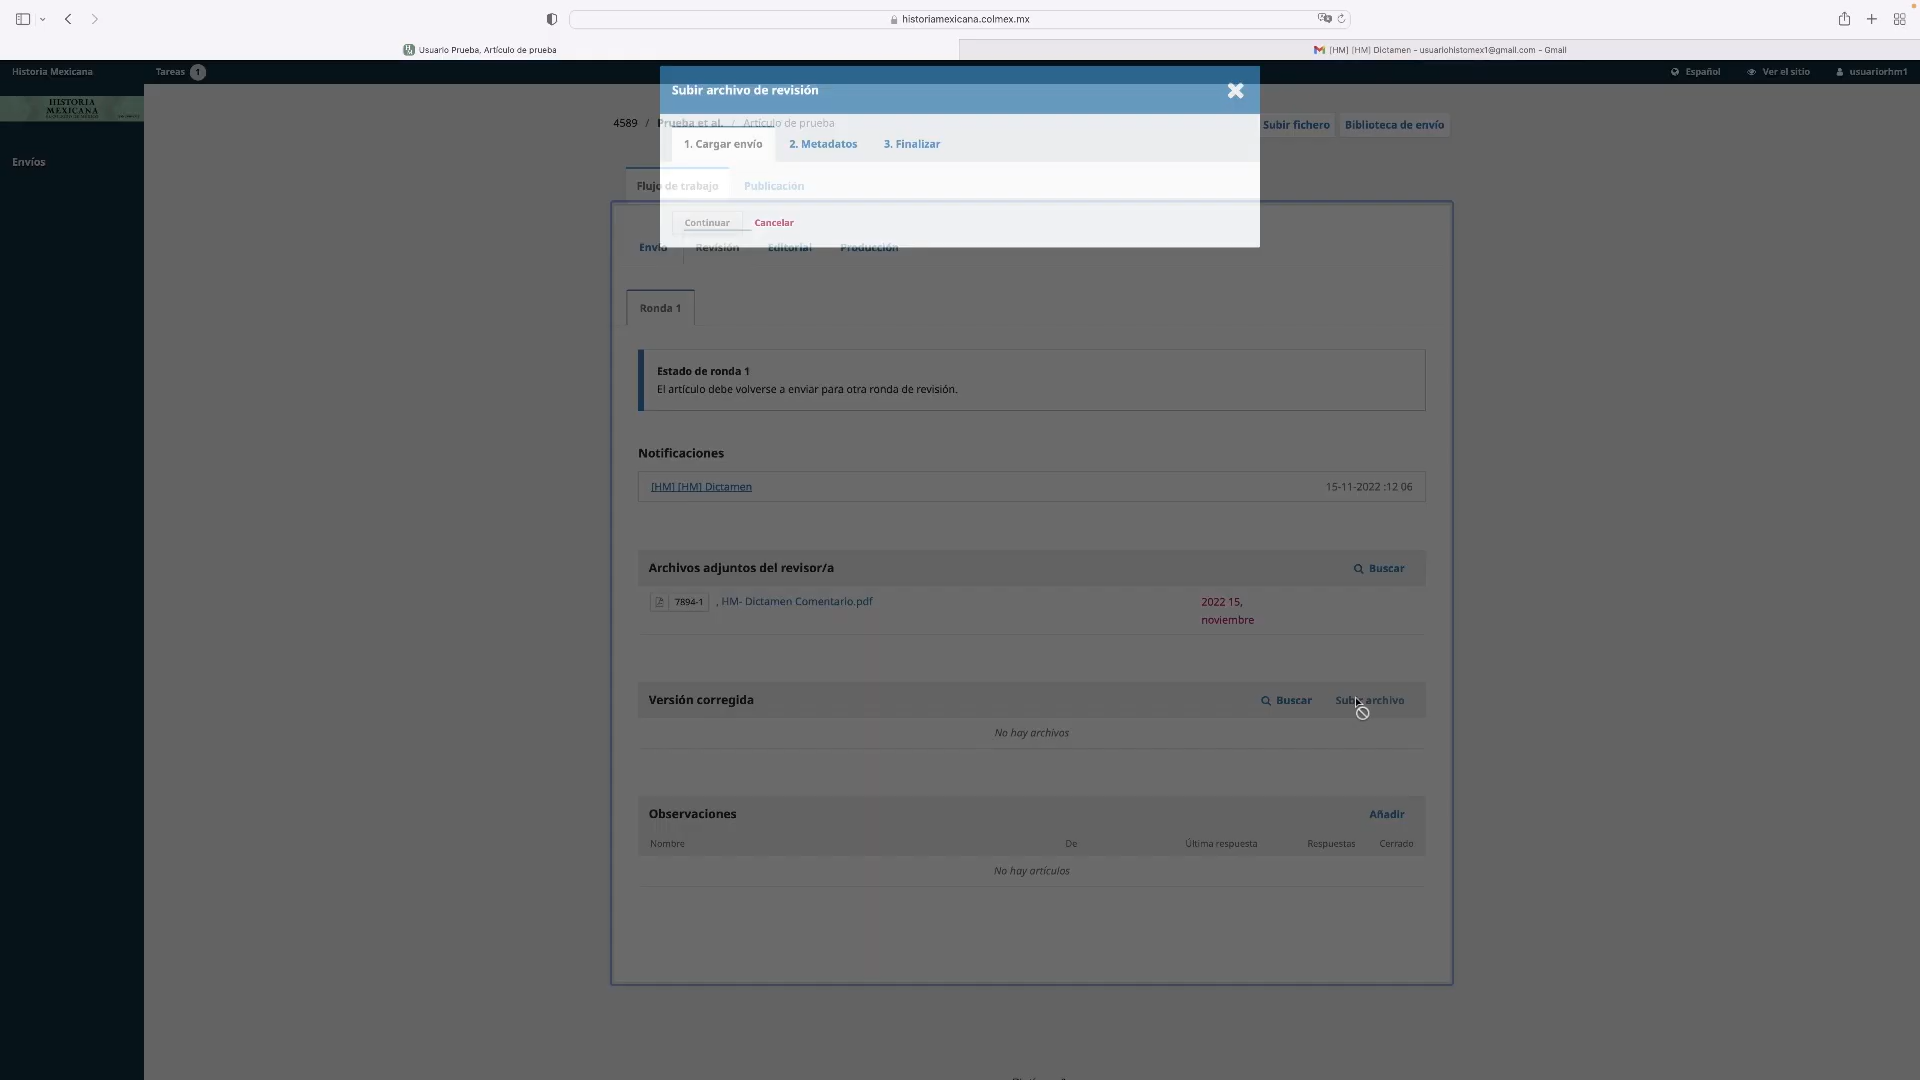 historiamexicana.colmex.mx
Usuario Prueba, Artículo de prueba
[HM] [HM] Dictamen – usuariohistomex1@gmail.com – Gmail
Historia Mexicana
Tareas 1
Español
Ver el sitio
usuariorhm1
HISTORIA
MEXICANA
Subir archivo de revisión
4589 / Prueba et al. / Artículo de prueba
Subir fichero
Biblioteca de envío
1. Cargar envío
2. Metadatos
3. Finalizar
Envíos
Flujo de trabajo
Publicación
Continuar
Cancelar
Envío
Revisión
Editorial
Producción
Ronda 1
Estado de ronda 1
El artículo debe volverse a enviar para otra ronda de revisión.
Notificaciones
[HM] [HM] Dictamen
15-11-2022 :12 06
Archivos adjuntos del revisor/a
Buscar
7894-1 , HM- Dictamen Comentario.pdf
2022 15,
noviembre
Versión corregida
Buscar
Subir archivo
No hay archivos
Observaciones
Añadir
Nombre
De
Última respuesta
Respuestas
Cerrado
No hay artículos